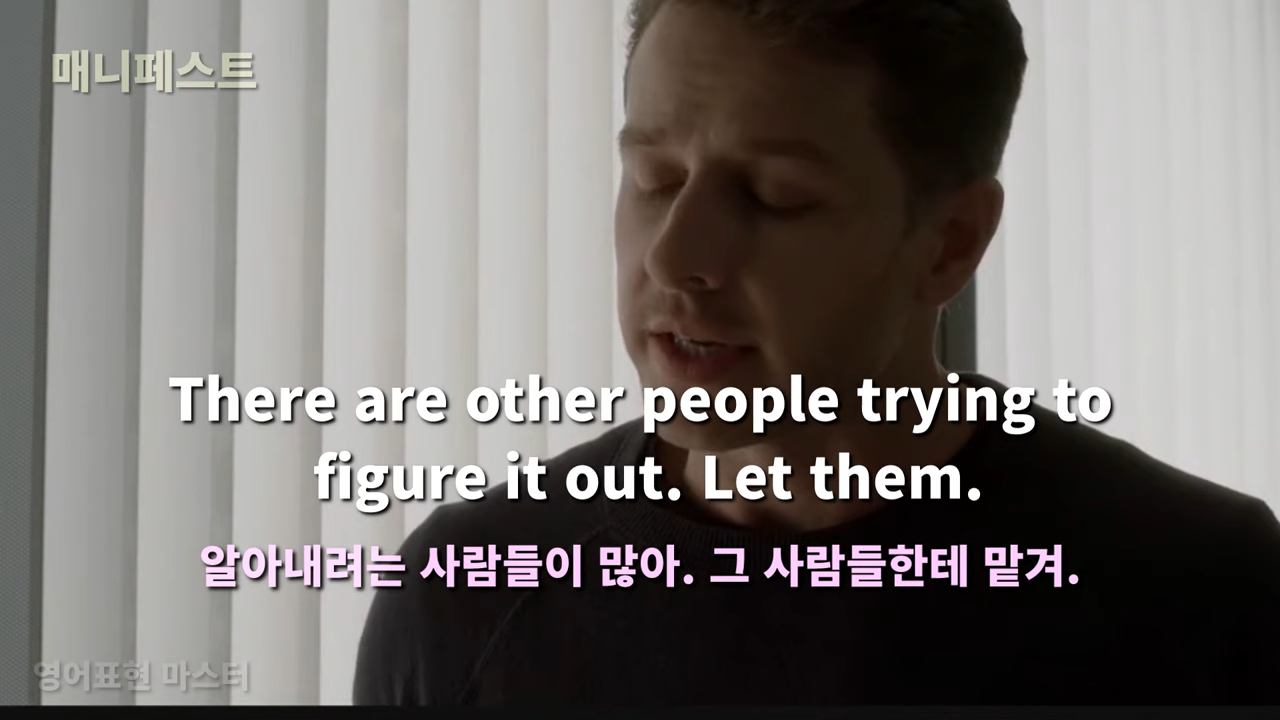 매니페스트
There are other people trying to
figure it out. Let them.
알아내려는 사람들이 많아. 그 사람들한테 맡겨.
영어표현 마스터